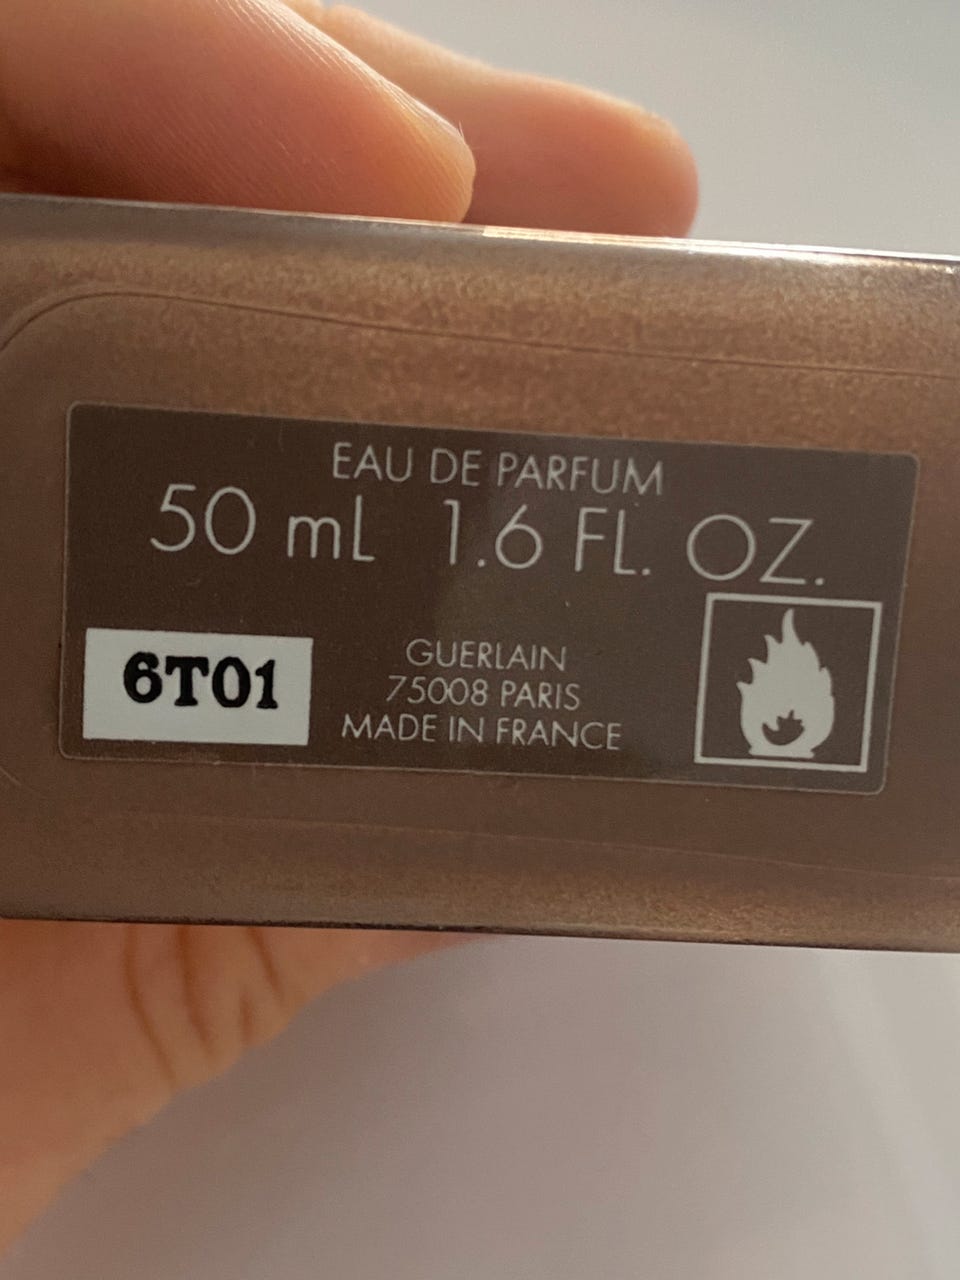 EAU DE PARFUM
50 mL 1.6 FL. OZ.
6T01
GUERLAIN
75008 PARIS
MADE IN FRANCE